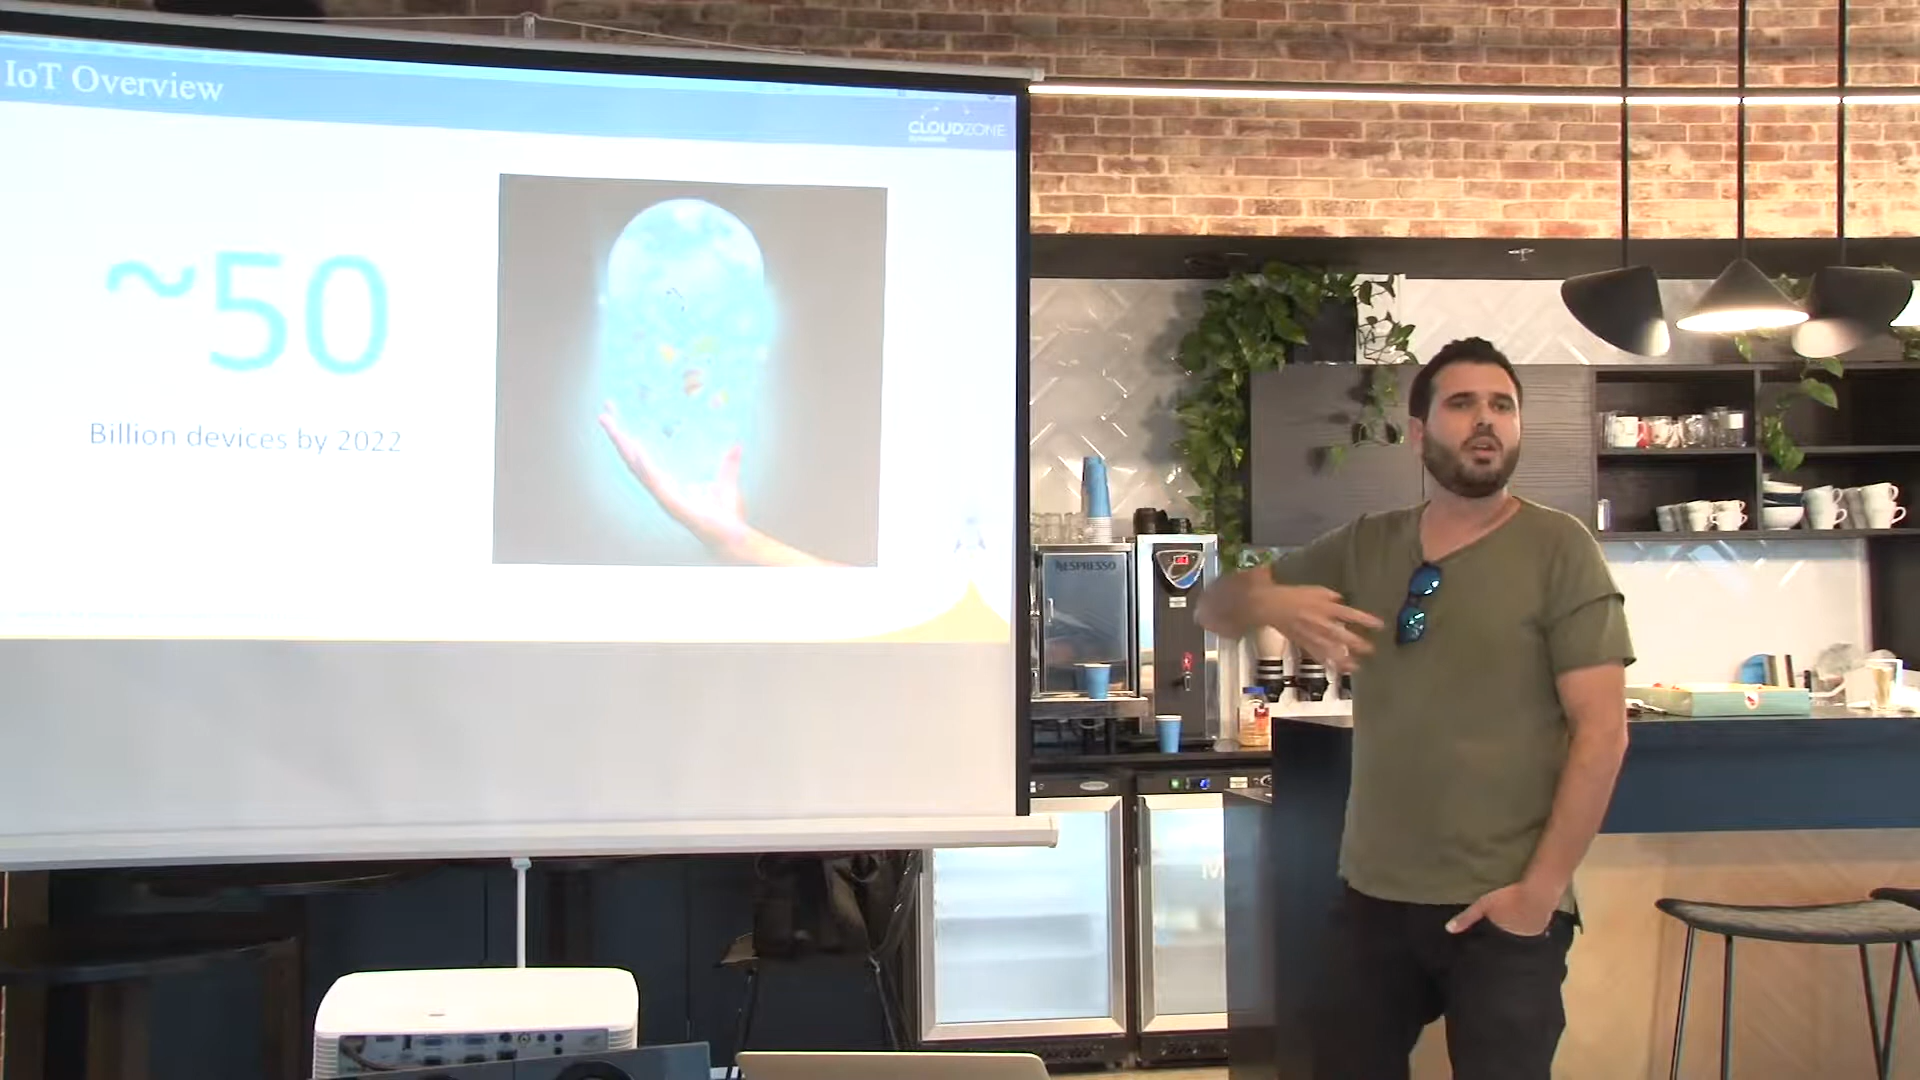 IoT Overview
CLOUDZONE
~50
Billion devices by 2022
NESPRESSO